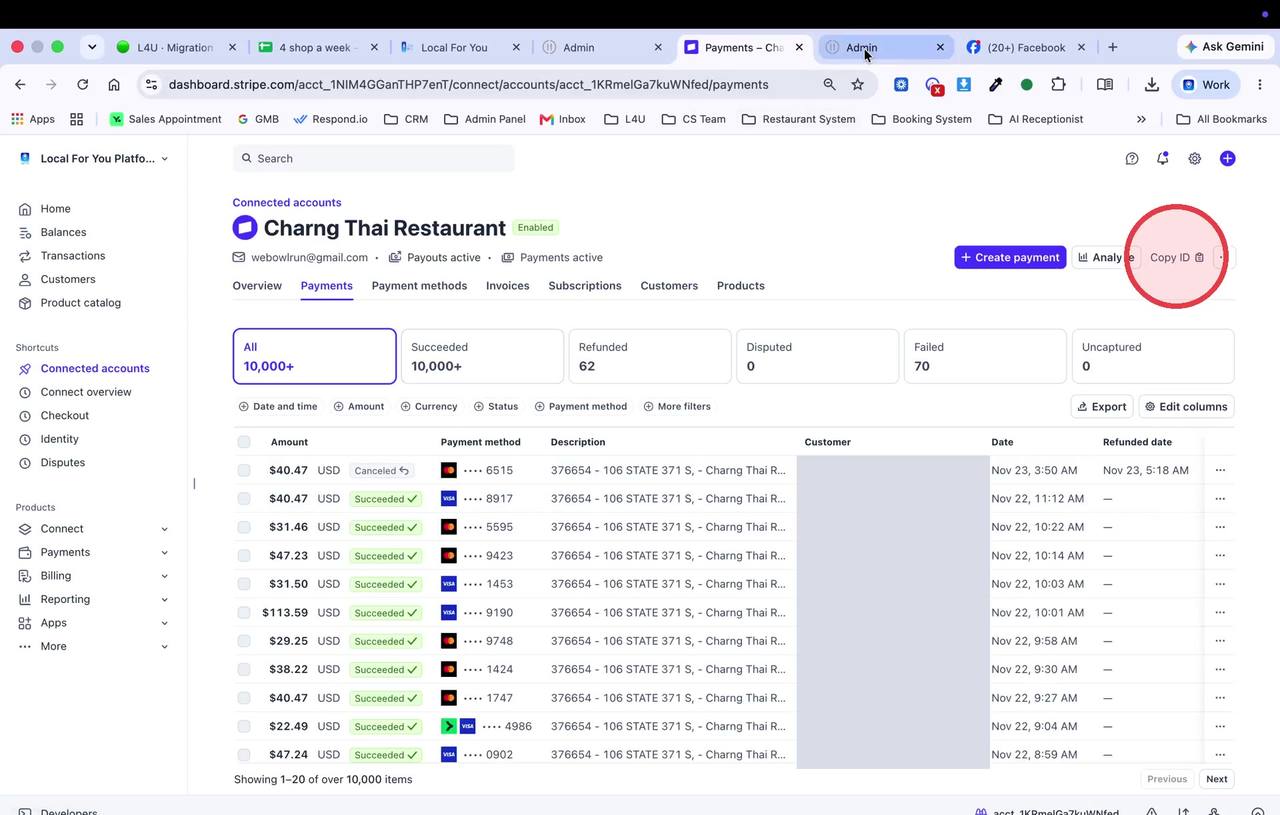 L4U · Migration
4 shop a week -
Local For You
Admin
Payments – Cha
Admin
(20+) Facebook
Ask Gemini
dashboard.stripe.com/acct_1NIM4GGanTHP7enT/connect/accounts/acct_1KRmelGa7kuWNfed/payments
Work
Apps
Sales Appointment
GMB
Respond.io
CRM
Admin Panel
Inbox
L4U
CS Team
Restaurant System
Booking System
AI Receptionist
All Bookmarks
Local For You Platfo...
Search
Home
Balances
Transactions
Customers
Product catalog
Shortcuts
Connected accounts
Connect overview
Checkout
Identity
Disputes
Products
Connect
Payments
Billing
Reporting
Apps
More
Developers
Connected accounts
Charng Thai Restaurant Enabled
webowlrun@gmail.com · Payouts active · Payments active
+ Create payment
Copy ID
Overview Payments Payment methods Invoices Subscriptions Customers Products
All
10,000+
Succeeded
10,000+
Refunded
62
Disputed
0
Failed
70
Uncaptured
0
Date and time Amount Currency Status Payment method More filters
Export Edit columns
Amount Payment method Description Customer Date Refunded date
$40.47 USD Canceled •••• 6515 376654 - 106 STATE 371 S, - Charng Thai R... Nov 23, 3:50 AM Nov 23, 5:18 AM
$40.47 USD Succeeded VISA •••• 8917 376654 - 106 STATE 371 S, - Charng Thai R... Nov 22, 11:12 AM —
$31.46 USD Succeeded •••• 5595 376654 - 106 STATE 371 S, - Charng Thai R... Nov 22, 10:22 AM —
$47.23 USD Succeeded •••• 9423 376654 - 106 STATE 371 S, - Charng Thai R... Nov 22, 10:14 AM —
$31.50 USD Succeeded VISA •••• 1453 376654 - 106 STATE 371 S, - Charng Thai R... Nov 22, 10:03 AM —
$113.59 USD Succeeded VISA •••• 9190 376654 - 106 STATE 371 S, - Charng Thai R... Nov 22, 10:01 AM —
$29.25 USD Succeeded •••• 9748 376654 - 106 STATE 371 S, - Charng Thai R... Nov 22, 9:58 AM —
$38.22 USD Succeeded •••• 1424 376654 - 106 STATE 371 S, - Charng Thai R... Nov 22, 9:30 AM —
$40.47 USD Succeeded •••• 1747 376654 - 106 STATE 371 S, - Charng Thai R... Nov 22, 9:27 AM —
$22.49 USD Succeeded VISA •••• 4986 376654 - 106 STATE 371 S, - Charng Thai R... Nov 22, 9:04 AM —
$47.24 USD Succeeded VISA •••• 0902 376654 - 106 STATE 371 S, - Charng Thai R... Nov 22, 8:59 AM —
Showing 1–20 of over 10,000 items
Previous Next
acct_1KRmelGa7kuWNfed